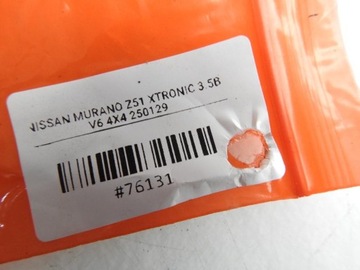 NISSAN MURANO Z51 XTRONIC 3.5B
V6 4X4 250129
#76131